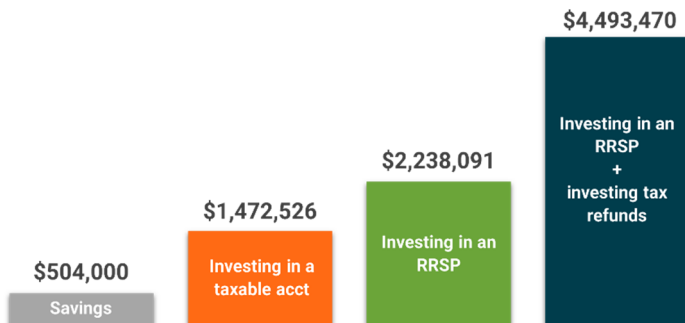 $504,000
Savings
$1,472,526
Investing in a
taxable acct
$2,238,091
Investing in an
RRSP
$4,493,470
Investing in an
RRSP
+
investing tax
refunds